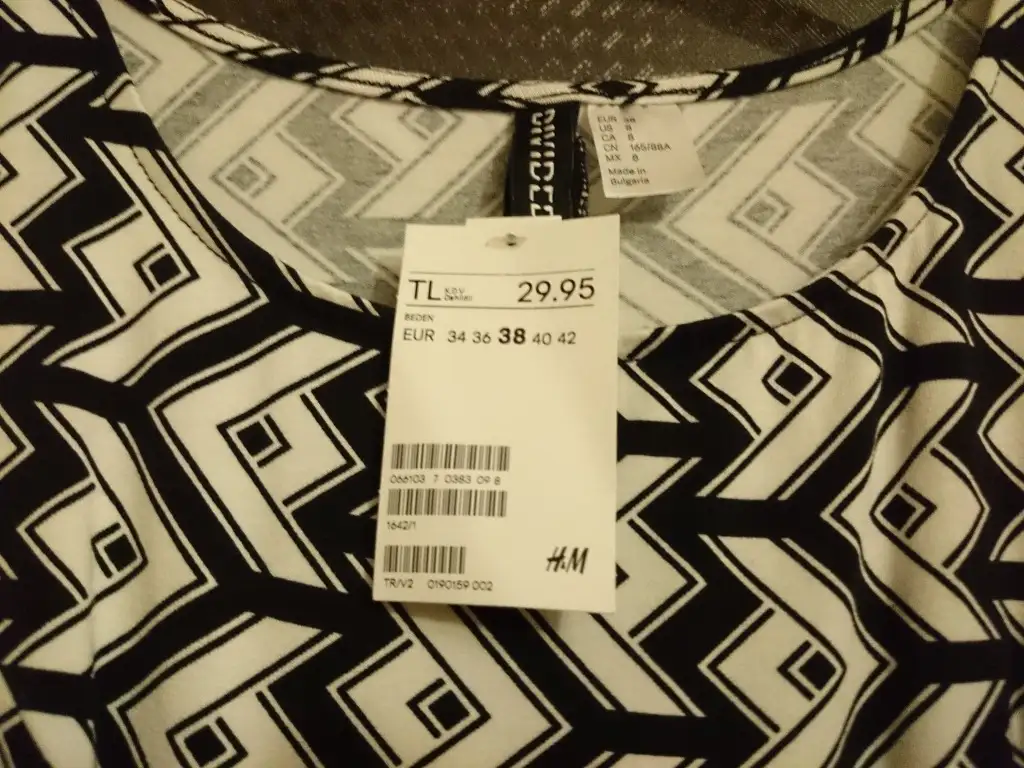 DIVIDED
EUR 38
US 8
CA 8
CN 165/88A
MX 8
Made in
Bulgaria
TL K.D.V. Dahildir 29.95
BEDEN
EUR 34 36 38 40 42
066103 7 0383 09 8
1642/1
H&M
TR/V2 0190159 002